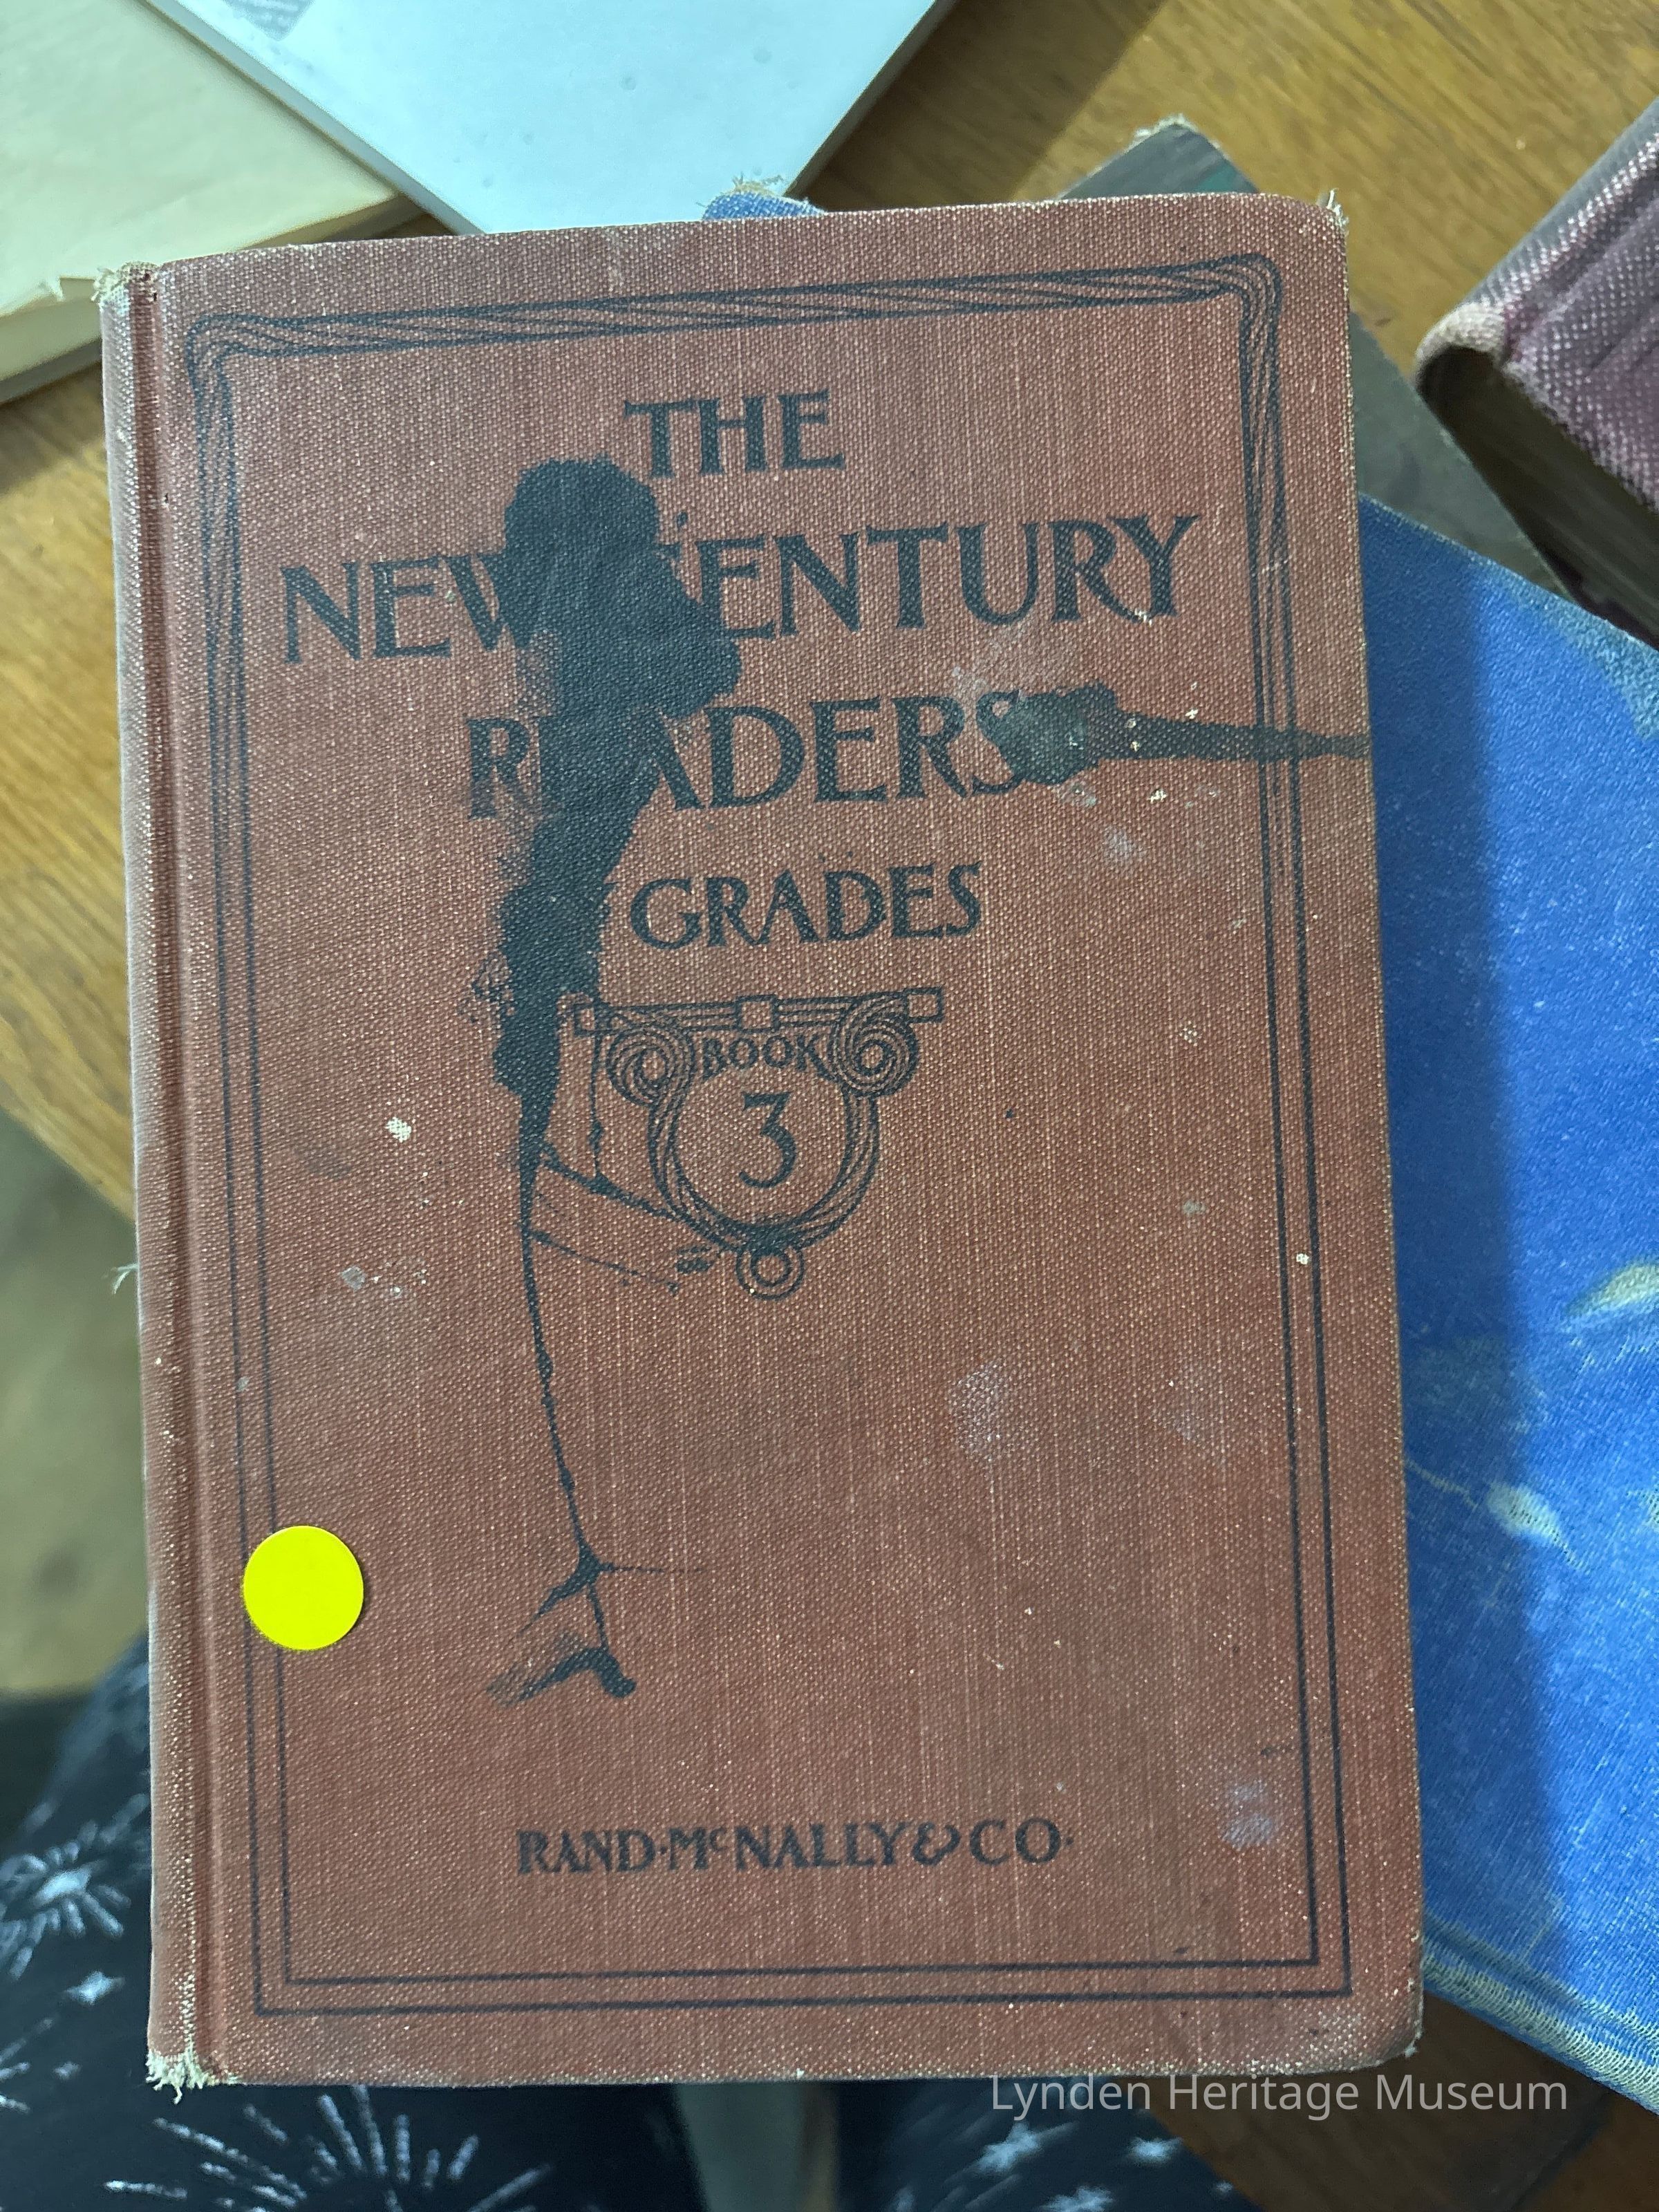 THE
NEW CENTURY
READERS
GRADES
BOOK
3
RAND·McNALLY & CO·
Lynden Heritage Museum